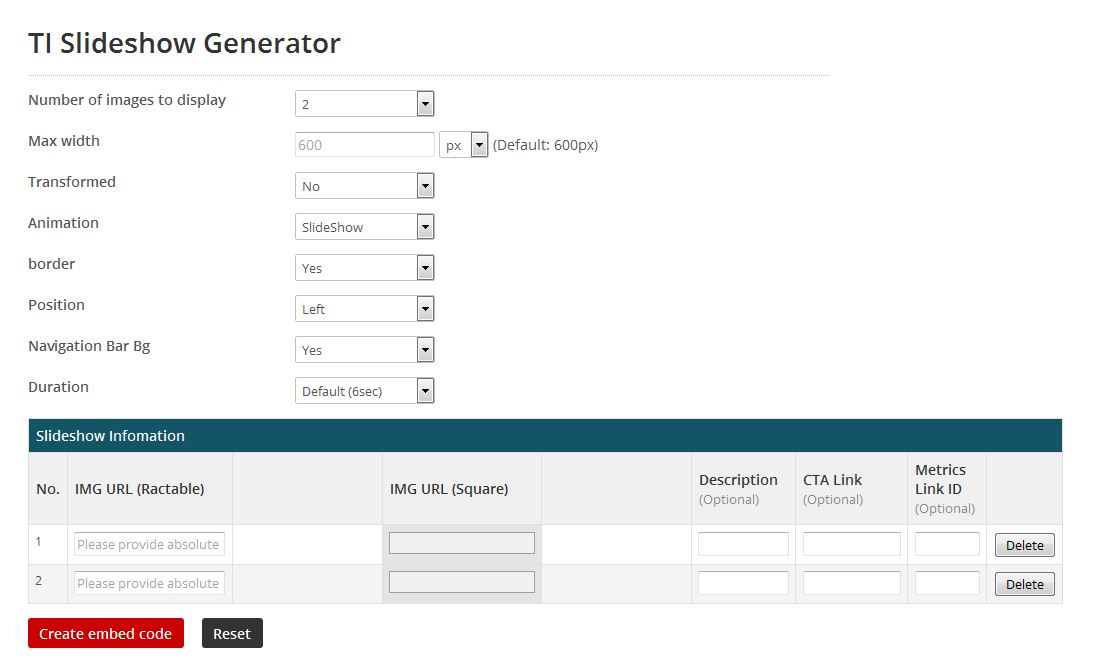 TI Slideshow Generator
Number of images to display
2
Max width
600
px
(Default: 600px)
Transformed
No
Animation
SlideShow
border
Yes
Position
Left
Navigation Bar Bg
Yes
Duration
Default (6sec)
Slideshow Infomation
No.
IMG URL (Ractable)
IMG URL (Square)
Description
(Optional)
CTA Link
(Optional)
Metrics
Link ID
(Optional)
1
Please provide absolute
Delete
2
Please provide absolute
Delete
Create embed code
Reset